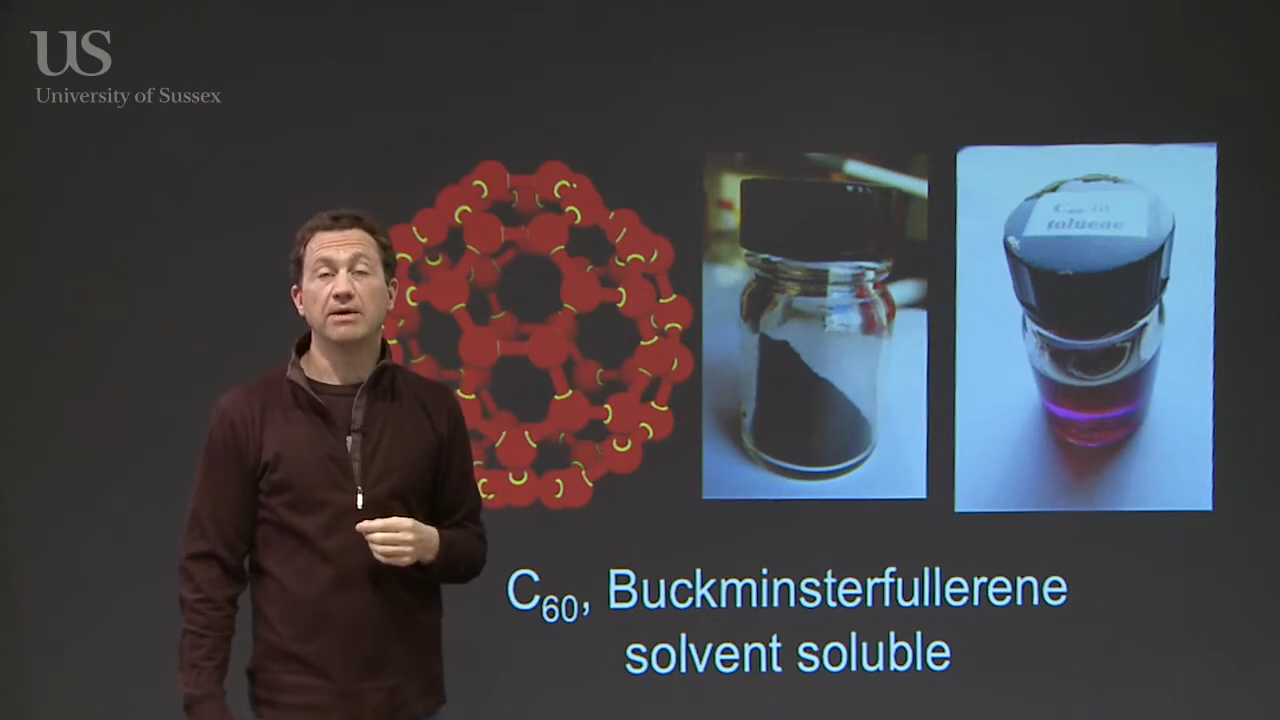 US
University of Sussex
C60 in
toluene
C60, Buckminsterfullerene
solvent soluble